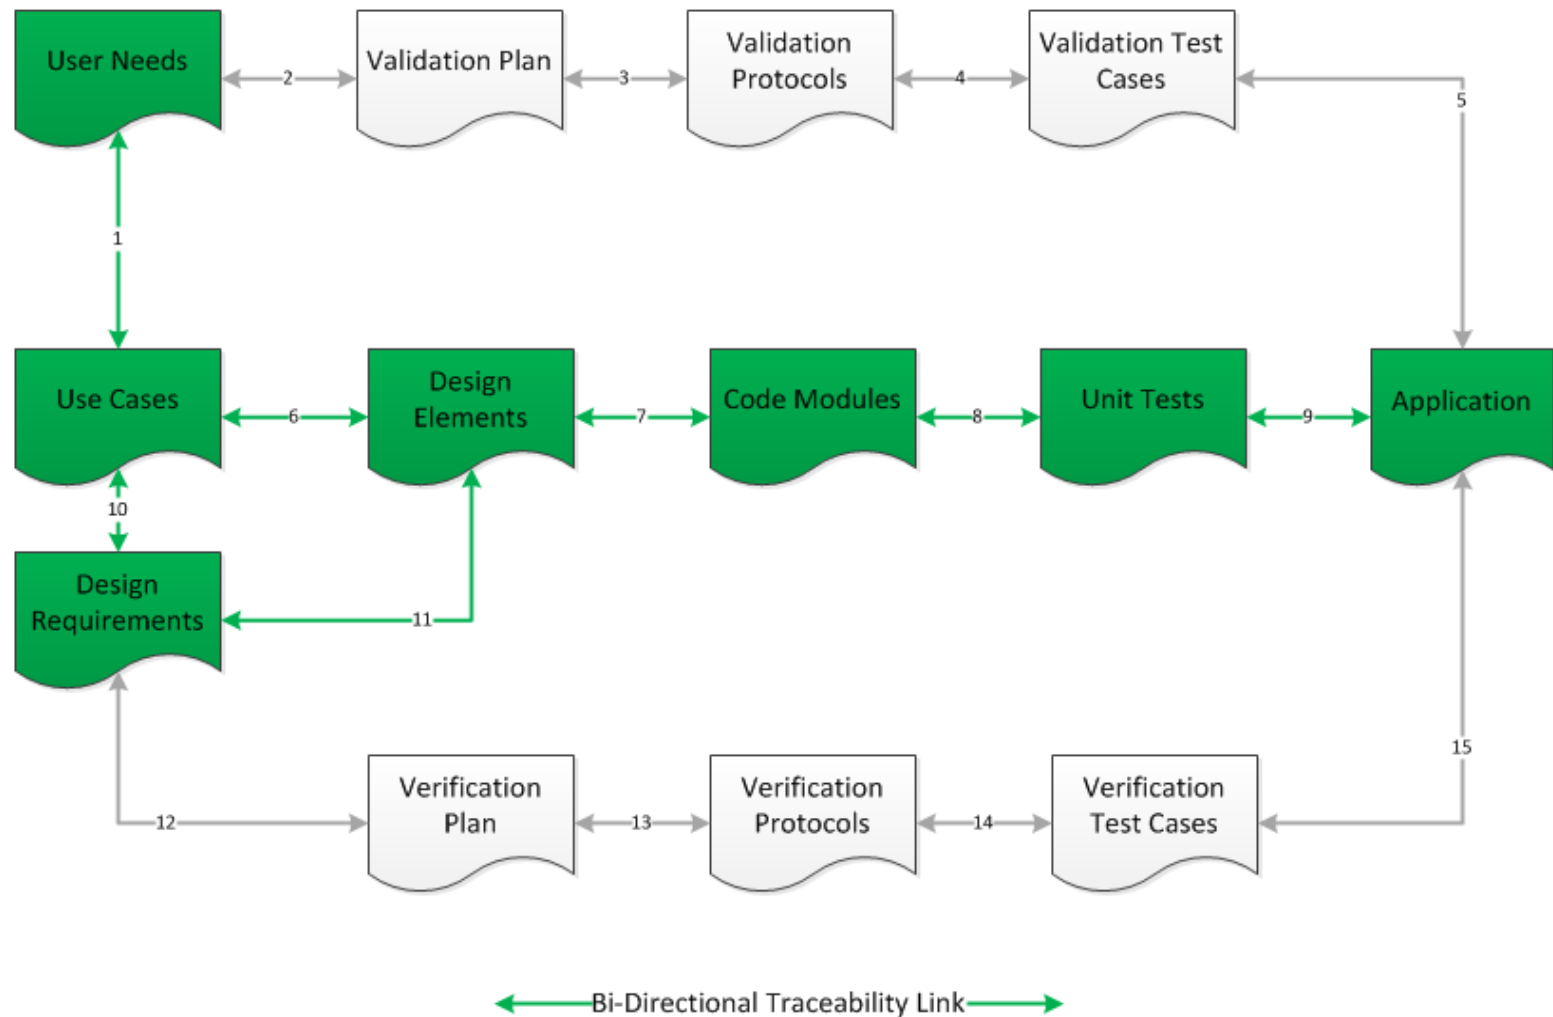 User Needs
2
Validation Plan
3
Validation
Protocols
4
Validation Test
Cases
5
1
Use Cases
6
Design
Elements
7
Code Modules
8
Unit Tests
9
Application
10
Design
Requirements
11
12
Verification
Plan
13
Verification
Protocols
14
Verification
Test Cases
15
Bi-Directional Traceability Link